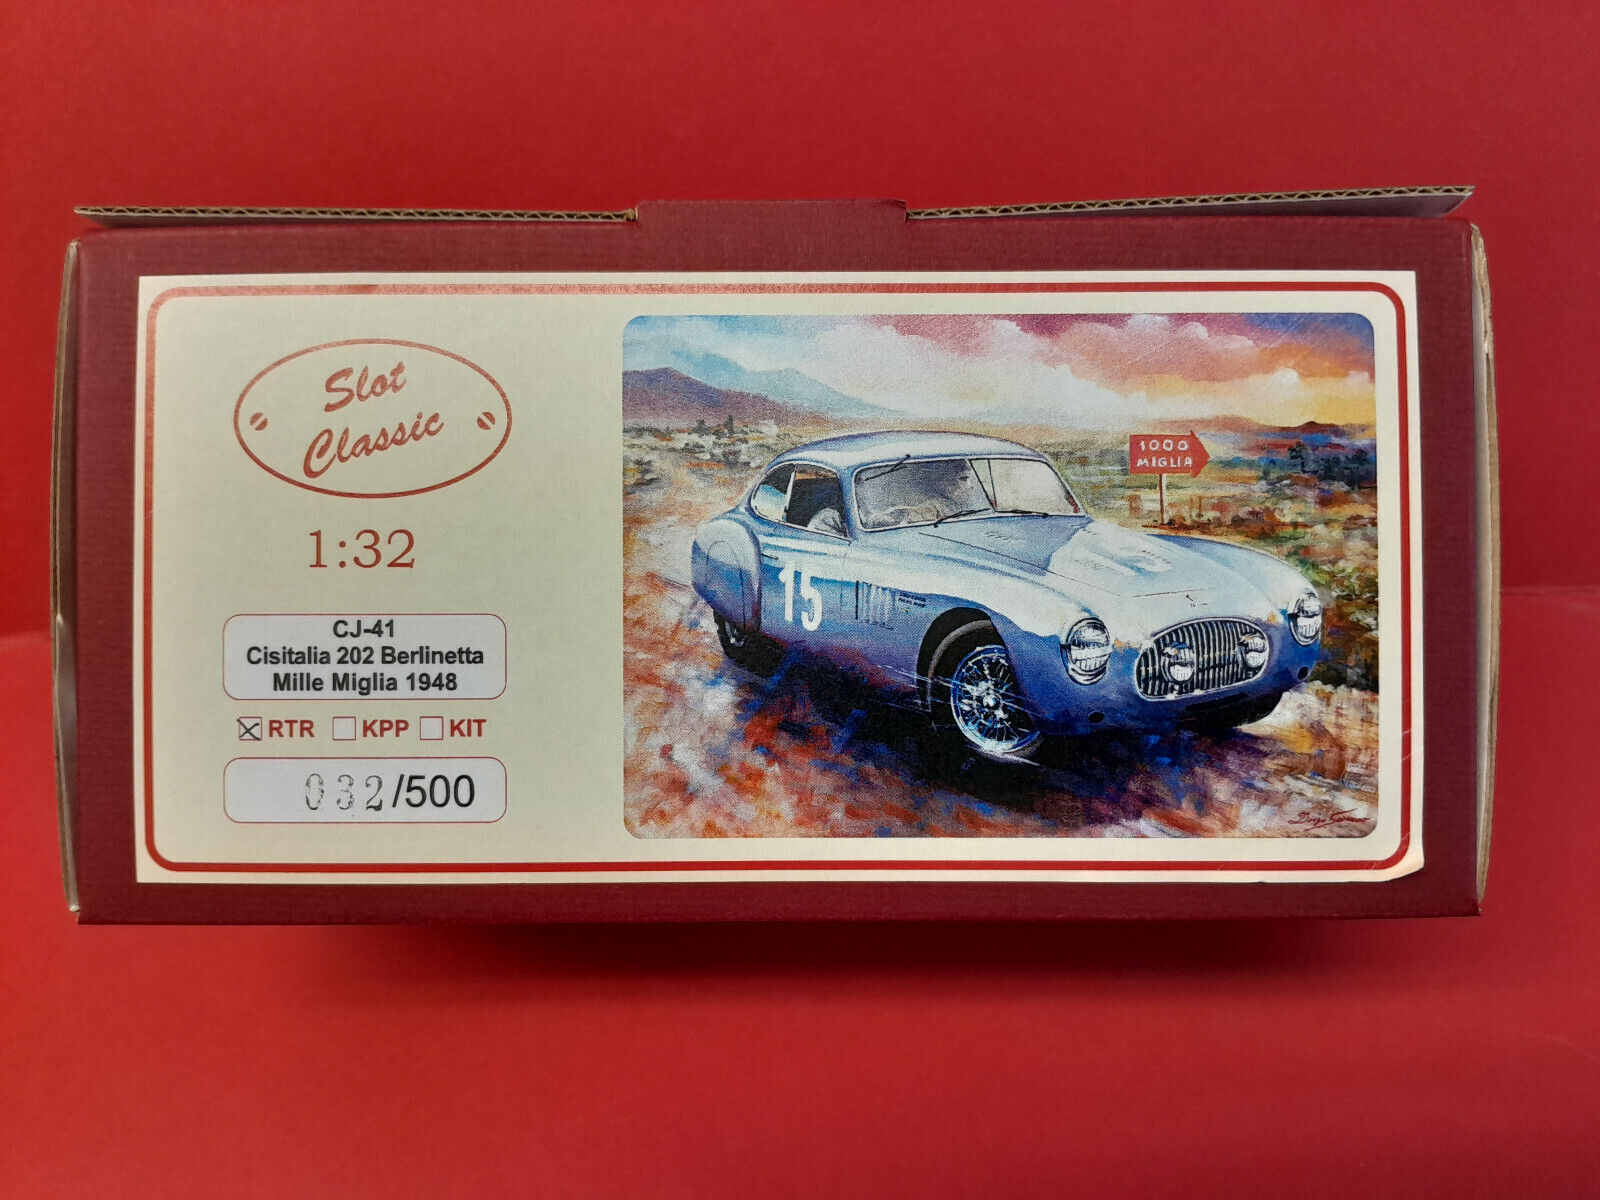 Slot
Classic
1:32
CJ-41
Cisitalia 202 Berlinetta
Mille Miglia 1948
RTR KPP KIT
032/500
1000
MIGLIA
15